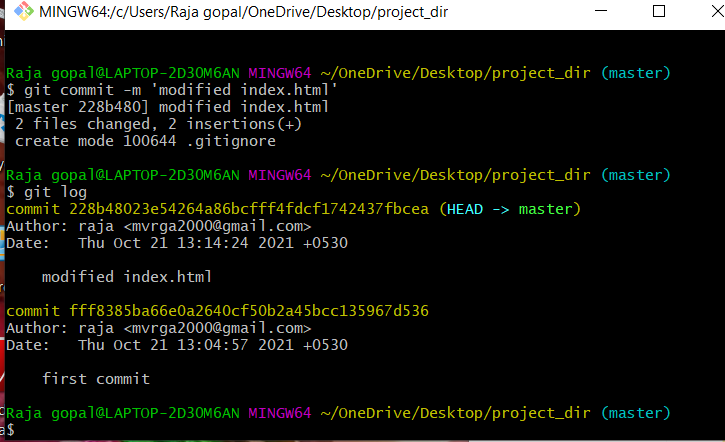 MINGW64:/c/Users/Raja gopal/OneDrive/Desktop/project_dir
Raja gopal@LAPTOP-2D3OM6AN MINGW64 ~/OneDrive/Desktop/project_dir (master)
$ git commit -m 'modified index.html'
[master 228b480] modified index.html
 2 files changed, 2 insertions(+)
 create mode 100644 .gitignore
Raja gopal@LAPTOP-2D3OM6AN MINGW64 ~/OneDrive/Desktop/project_dir (master)
$ git log
commit 228b48023e54264a86bcfff4fdcf1742437fbcea (HEAD -> master)
Author: raja <mvrga2000@gmail.com>
Date:   Thu Oct 21 13:14:24 2021 +0530
    modified index.html
commit fff8385ba66e0a2640cf50b2a45bcc135967d536
Author: raja <mvrga2000@gmail.com>
Date:   Thu Oct 21 13:04:57 2021 +0530
    first commit
Raja gopal@LAPTOP-2D3OM6AN MINGW64 ~/OneDrive/Desktop/project_dir (master)
$